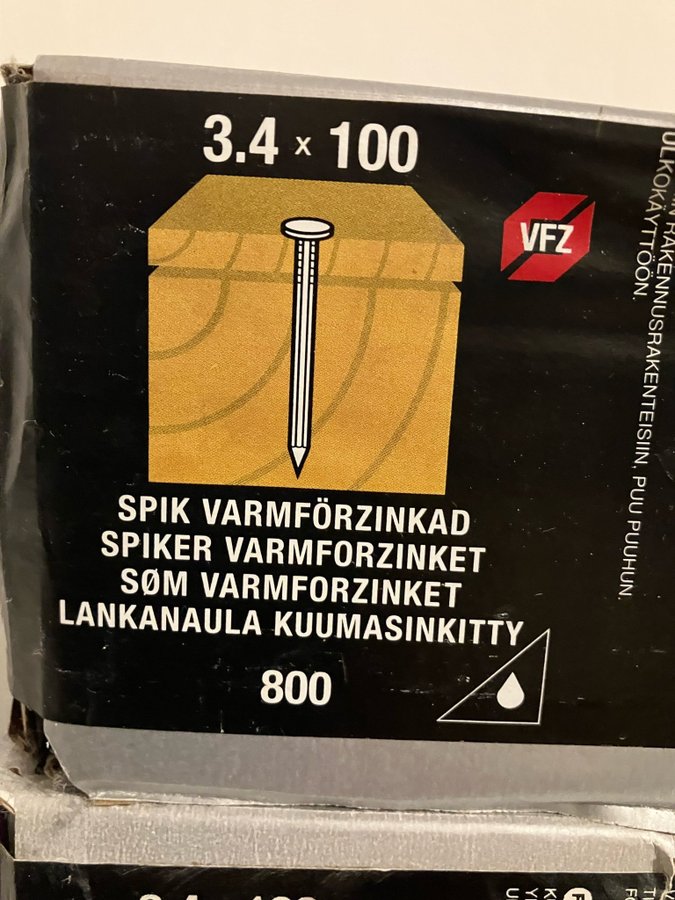 3.4 x 100
VFZ
SPIK VARMFÖRZINKAD
SPIKER VARMFORZINKET
SØM VARMFORZINKET
LANKANAULA KUUMASINKITTY
800
RAKENNUSRAKENTEISIIN, PUU PUUHUN.
ULKOKÄYTTÖÖN.